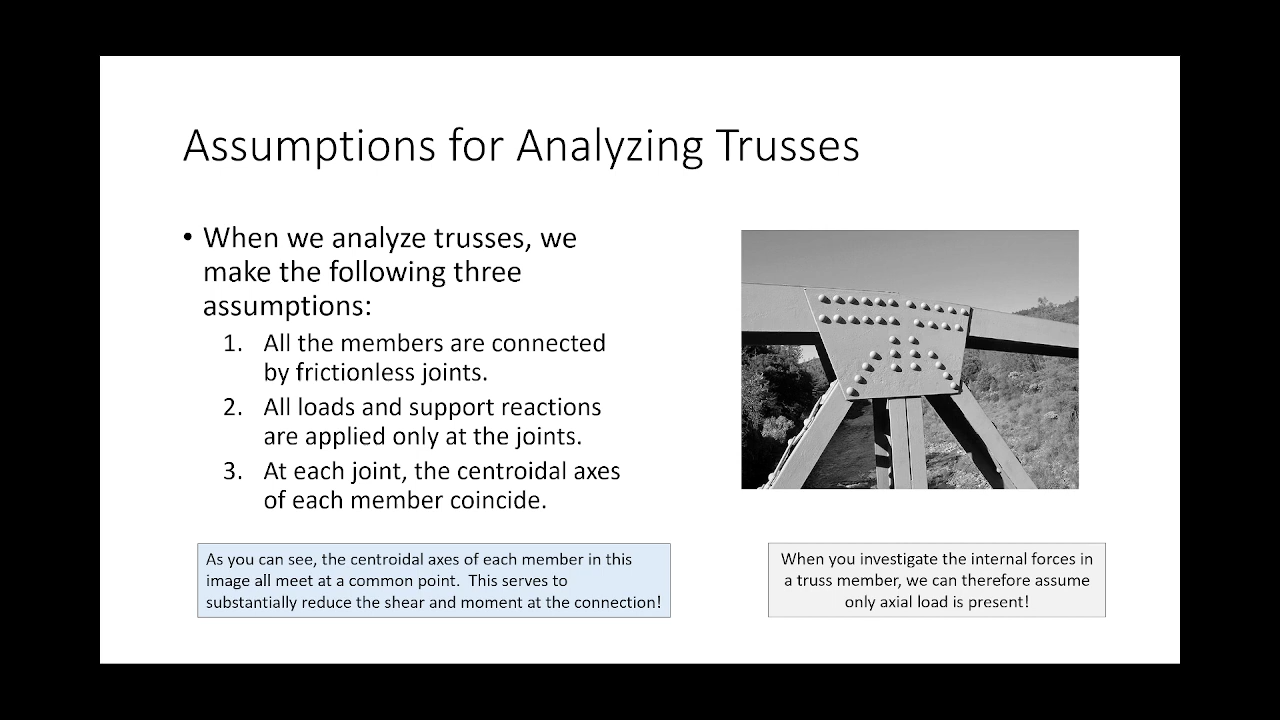 Assumptions for Analyzing Trusses
• When we analyze trusses, we
make the following three
assumptions:
1. All the members are connected
by frictionless joints.
2. All loads and support reactions
are applied only at the joints.
3. At each joint, the centroidal axes
of each member coincide.
As you can see, the centroidal axes of each member in this
image all meet at a common point. This serves to
substantially reduce the shear and moment at the connection!
When you investigate the internal forces in
a truss member, we can therefore assume
only axial load is present!